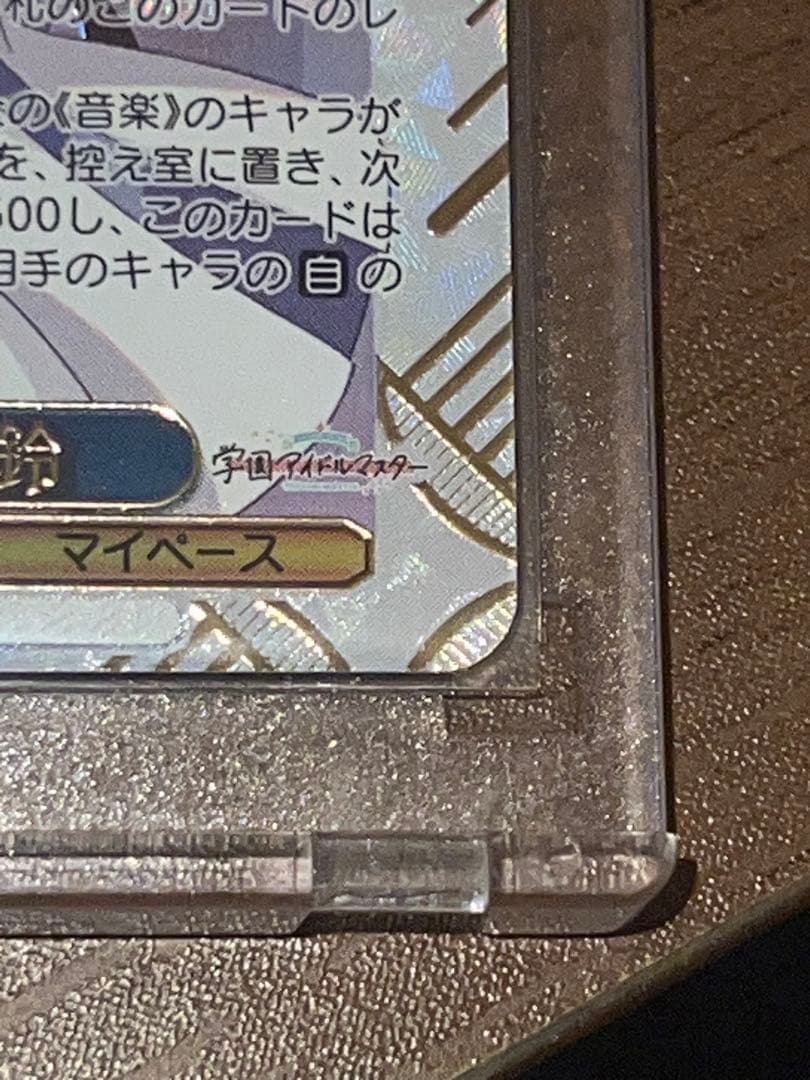 札のこのカードのし
の《音楽》のキャラが
を、控え室に置き、次
500し、このカードは
相手のキャラの 自 の
鈴
学園アイドルマスター
マイペース